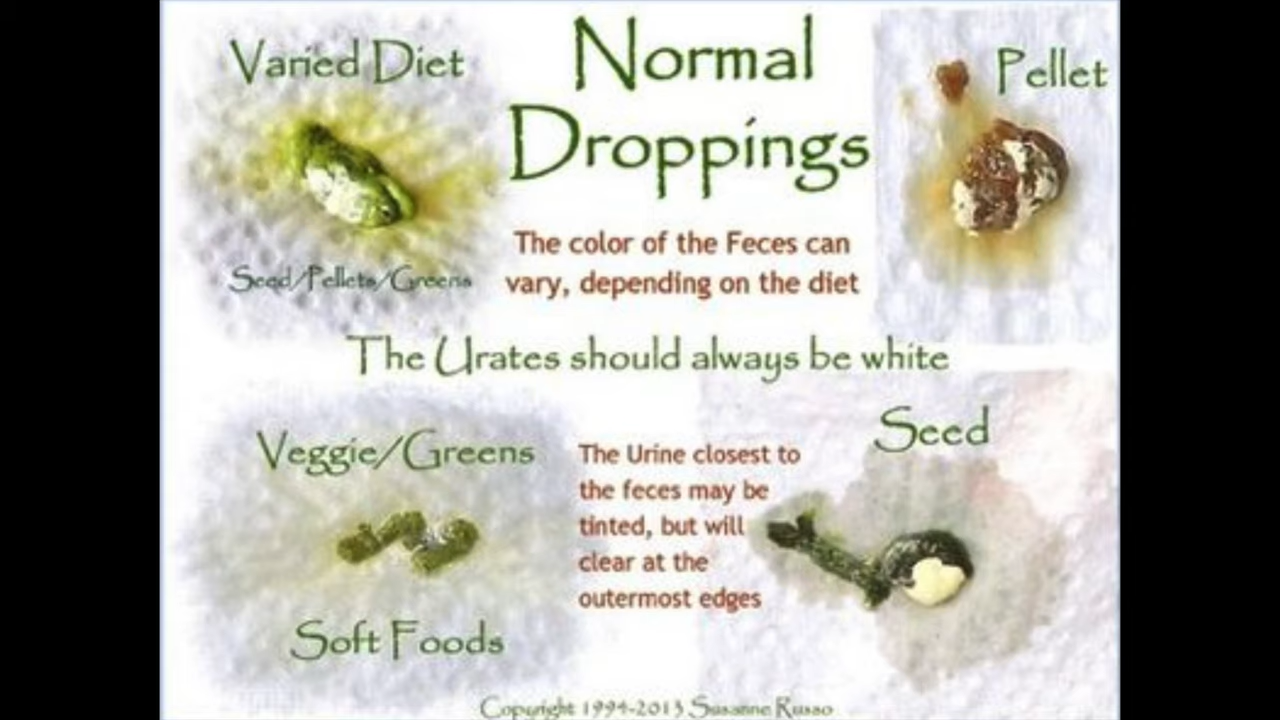 Varied Diet
Seed/Pellets/Greens
Normal
Droppings
The color of the Feces can
vary, depending on the diet
Pellet
The Urates should always be white
Veggie/Greens
Soft Foods
The Urine closest to
the feces may be
tinted, but will
clear at the
outermost edges
Seed
Copyright 1994-2013 Susanne Russo